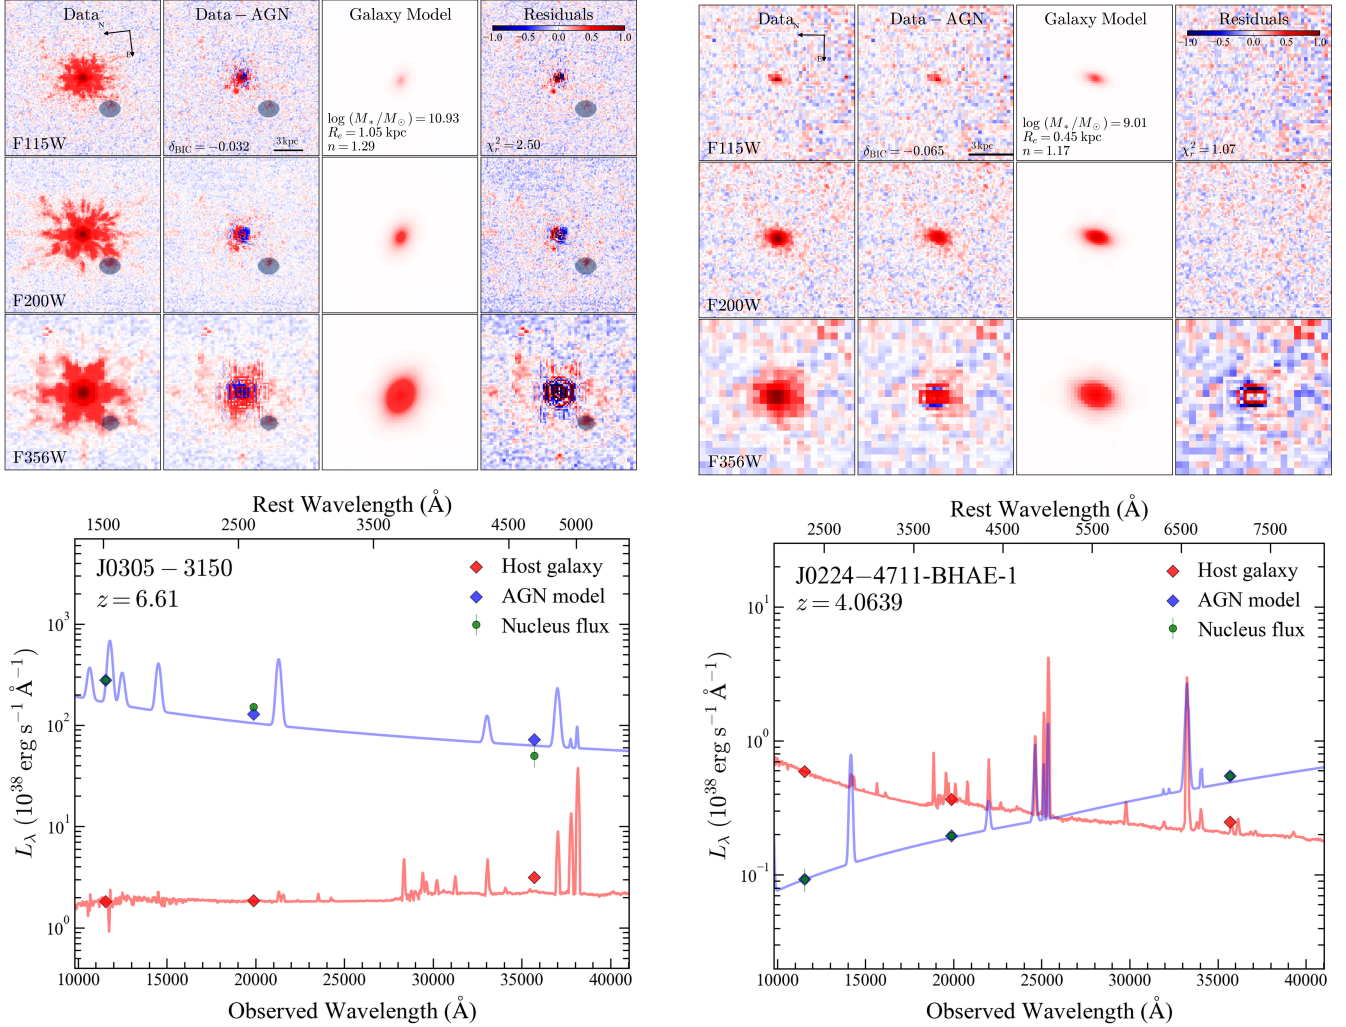 Data
Data − AGN
Galaxy Model
Residuals
N
E
1.0 −0.5 0.0 0.5 1.0
log (M∗/M⊙) = 10.93
Rₑ = 1.05 kpc
n = 1.29
F115W
δBIC = −0.032
3 kpc
χ²ᵣ = 2.50
F200W
F356W
Rest Wavelength (Å)
1500 2500 3500 4500 5000
J0305 − 3150
z = 6.61
Host galaxy
AGN model
Nucleus flux
10³
10²
10¹
10⁰
Lλ (10³⁸ erg s⁻¹ Å⁻¹)
10000 15000 20000 25000 30000 35000 40000
Observed Wavelength (Å)
Data
Data − AGN
Galaxy Model
Residuals
N
E
−1.0 −0.5 0.0 0.5 1.0
log (M∗/M⊙) = 9.01
Rₑ = 0.45 kpc
n = 1.17
F115W
δBIC = −0.065
3 kpc
χ²ᵣ = 1.07
F200W
F356W
Rest Wavelength (Å)
2500 3500 4500 5500 6500 7500
J0224−4711-BHAE-1
z = 4.0639
Host galaxy
AGN model
Nucleus flux
10¹
10⁰
10⁻¹
Lλ (10³⁸ erg s⁻¹ Å⁻¹)
10000 15000 20000 25000 30000 35000 40000
Observed Wavelength (Å)